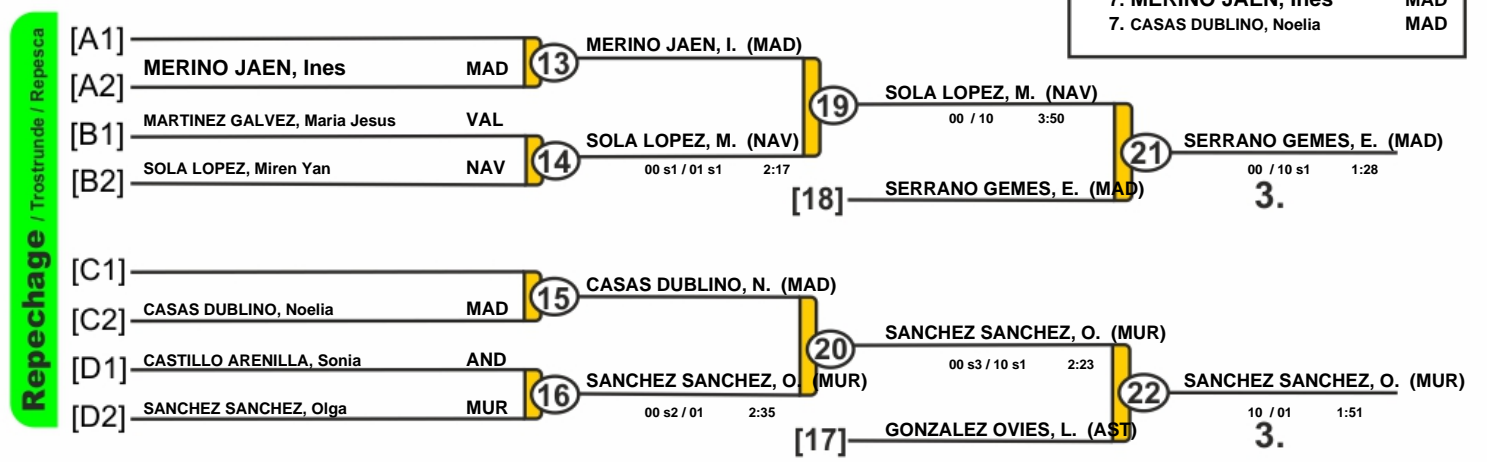 7. MERINO JAEN, Ines MAD
7. CASAS DUBLINO, Noelia MAD
Repechage / Trostrunde / Repesca
[A1]
MERINO JAEN, Ines MAD
[A2]
13
MERINO JAEN, I. (MAD)
MARTINEZ GALVEZ, Maria Jesus VAL
[B1]
SOLA LOPEZ, Miren Yan NAV
[B2]
14
SOLA LOPEZ, M. (NAV)
00 s1 / 01 s1 2:17
19
SOLA LOPEZ, M. (NAV)
00 / 10 3:50
[18]
SERRANO GEMES, E. (MAD)
21
SERRANO GEMES, E. (MAD)
00 / 10 s1 1:28
3.
[C1]
CASAS DUBLINO, Noelia MAD
[C2]
15
CASAS DUBLINO, N. (MAD)
[D1]
CASTILLO ARENILLA, Sonia AND
SANCHEZ SANCHEZ, Olga MUR
[D2]
16
SANCHEZ SANCHEZ, O. (MUR)
00 s2 / 01 2:35
20
SANCHEZ SANCHEZ, O. (MUR)
00 s3 / 10 s1 2:23
[17]
GONZALEZ OVIES, L. (AST)
22
SANCHEZ SANCHEZ, O. (MUR)
10 / 01 1:51
3.